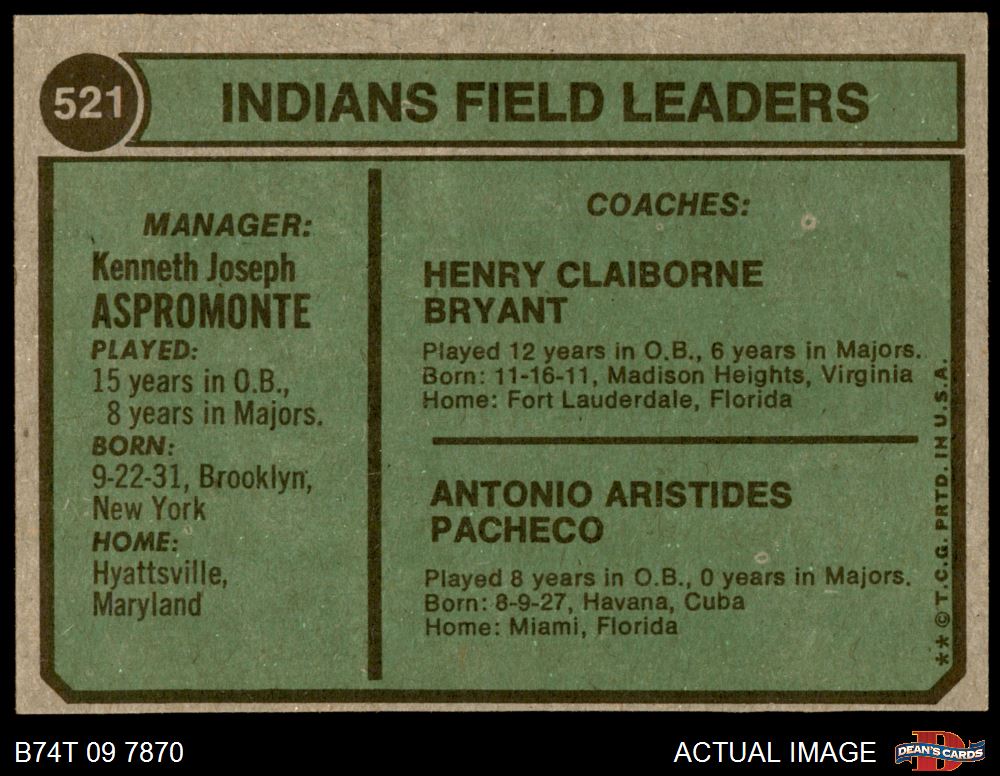 521
INDIANS FIELD LEADERS
MANAGER:
Kenneth Joseph
ASPROMONTE
PLAYED:
15 years in O.B.,
8 years in Majors.
BORN:
9-22-31, Brooklyn,
New York
HOME:
Hyattsville,
Maryland
COACHES:
HENRY CLAIBORNE
BRYANT
Played 12 years in O.B., 6 years in Majors.
Born: 11-16-11, Madison Heights, Virginia
Home: Fort Lauderdale, Florida
ANTONIO ARISTIDES
PACHECO
Played 8 years in O.B., 0 years in Majors.
Born: 8-9-27, Havana, Cuba
Home: Miami, Florida
** © T.C.G. PRTD. IN U.S.A.
B74T 09 7870
ACTUAL IMAGE
D
DEAN'S CARDS